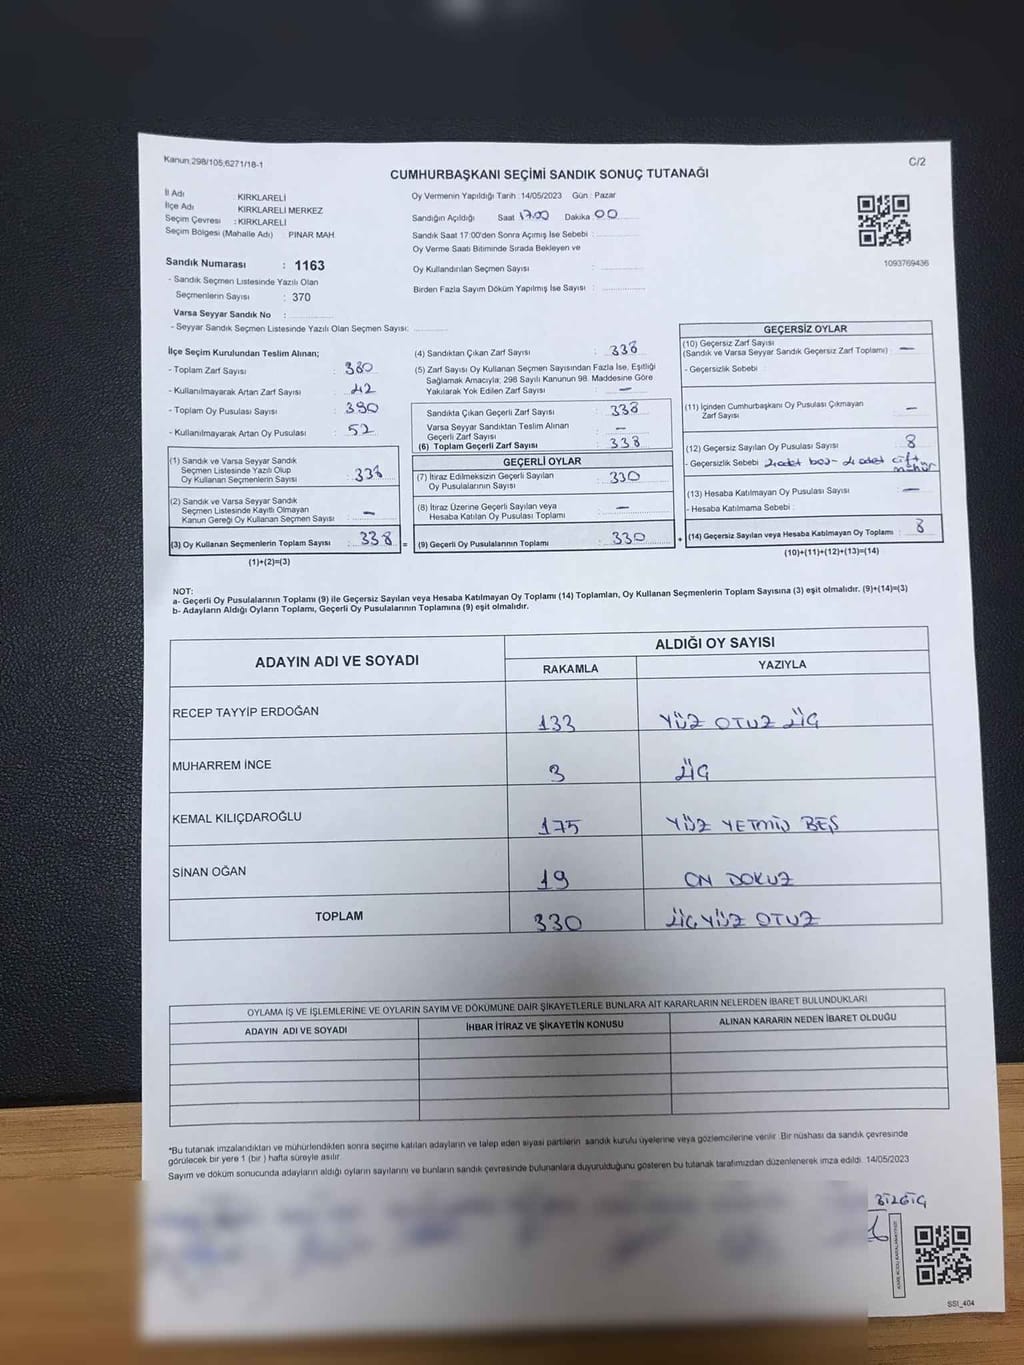 Kanun,298/105,6271/18-1
C/2
CUMHURBAŞKANI SEÇİMİ SANDIK SONUÇ TUTANAĞI
İl Adı KIRKLARELİ
İlçe Adı KIRKLARELİ MERKEZ
Seçim Çevresi : KIRKLARELİ
Seçim Bölgesi (Mahalle Adı) PINAR MAH
Sandık Numarası : 1163
- Sandık Seçmen Listesinde Yazılı Olan
Seçmenlerin Sayısı : 370
Varsa Seyyar Sandık No :
- Seyyar Sandık Seçmen Listesinde Yazılı Olan Seçmen Sayısı:
Oy Vermenin Yapıldığı Tarih :14/05/2023 Gün : Pazar
Sandığın Açıldığı Saat 17.00 Dakika 00
Sandık Saat 17:00'den Sonra Açımış İse Sebebi :
Oy Verme Saati Bitiminde Sırada Bekleyen ve
Oy Kullandırılan Seçmen Sayısı :
Birden Fazla Sayım Döküm Yapılmış İse Sayısı :
1093769436
İlçe Seçim Kurulundan Teslim Alınan;
- Toplam Zarf Sayısı : 380
- Kullanılmayarak Artan Zarf Sayısı : 42
- Toplam Oy Pusulası Sayısı : 390
- Kullanılmayarak Artan Oy Pusulası : 52
(1) Sandık ve Varsa Seyyar Sandık
Seçmen Listesinde Yazılı Olup
Oy Kullanan Seçmenlerin Sayısı : 338
(2) Sandık ve Varsa Seyyar Sandık
Seçmen Listesinde Kayıtlı Olmayan
Kanun Gereği Oy Kullanan Seçmen Sayısı : –
(3) Oy Kullanan Seçmenlerin Toplam Sayısı : 338 =
(1)+(2)=(3)
(4) Sandıktan Çıkan Zarf Sayısı : 338
(5) Zarf Sayısı Oy Kullanan Seçmen Sayısından Fazla İse, Eşitliği
Sağlamak Amacıyla; 298 Sayılı Kanunun 98. Maddesine Göre
Yakılarak Yok Edilen Zarf Sayısı : –
Sandıkta Çıkan Geçerli Zarf Sayısı : 338
Varsa Seyyar Sandıktan Teslim Alınan
Geçerli Zarf Sayısı : –
(6) Toplam Geçerli Zarf Sayısı : 338
GEÇERLİ OYLAR
(7) İtiraz Edilmeksizin Geçerli Sayılan
Oy Pusulalarının Sayısı : 330
(8) İtiraz Üzerine Geçerli Sayılan veya
Hesaba Katılan Oy Pusulası Toplamı : –
(9) Geçerli Oy Pusulalarının Toplamı : 330 +
GEÇERSİZ OYLAR
(10) Geçersiz Zarf Sayısı
(Sandık ve Varsa Seyyar Sandık Geçersiz Zarf Toplamı) : –
- Geçersizlik Sebebi :
(11) İçinden Cumhurbaşkanı Oy Pusulası Çıkmayan
Zarf Sayısı : –
(12) Geçersiz Sayılan Oy Pusulası Sayısı : 8
- Geçersizlik Sebebi 4 adet boş - 4 adet çift mühür
(13) Hesaba Katılmayan Oy Pusulası Sayısı : –
- Hesaba Katılmama Sebebi :
(14) Geçersiz Sayılan veya Hesaba Katılmayan Oy Toplamı : 8
(10)+(11)+(12)+(13)=(14)
NOT:
a- Geçerli Oy Pusulalarının Toplamı (9) ile Geçersiz Sayılan veya Hesaba Katılmayan Oy Toplamı (14) Toplamları, Oy Kullanan Seçmenlerin Toplam Sayısına (3) eşit olmalıdır. (9)+(14)=(3)
b- Adayların Aldığı Oyların Toplamı, Geçerli Oy Pusulalarının Toplamına (9) eşit olmalıdır.
ADAYIN ADI VE SOYADI
ALDIĞI OY SAYISI
RAKAMLA YAZIYLA
RECEP TAYYİP ERDOĞAN 133 YÜZ OTUZ ÜÇ
MUHARREM İNCE 3 ÜÇ
KEMAL KILIÇDAROĞLU 175 YÜZ YETMİŞ BEŞ
SİNAN OĞAN 19 ON DOKUZ
TOPLAM 330 ÜÇ YÜZ OTUZ
OYLAMA İŞ VE İŞLEMLERİNE VE OYLARIN SAYIM VE DÖKÜMÜNE DAİR ŞİKAYETLERLE BUNLARA AİT KARARLARIN NELERDEN İBARET BULUNDUKLARI
ADAYIN ADI VE SOYADI İHBAR İTİRAZ VE ŞİKAYETİN KONUSU ALINAN KARARIN NEDEN İBARET OLDUĞU
*Bu tutanak imzalandıktan ve mühürlendikten sonra seçime katılan adayların ve talep eden siyasi partilerin sandık kurulu üyelerine veya gözlemcilerine verilir. Bir nüshası da sandık çevresinde
görülecek bir yere 1 (bir ) hafta süreyle asılır.
Sayım ve döküm sonucunda adayların aldığı oyların sayılarını ve bunların sandık çevresinde bulunanlara duyurulduğunu gösteren bu tutanak tarafımızdan düzenlenerek imza edildi. 14/05/2023
SSt_404